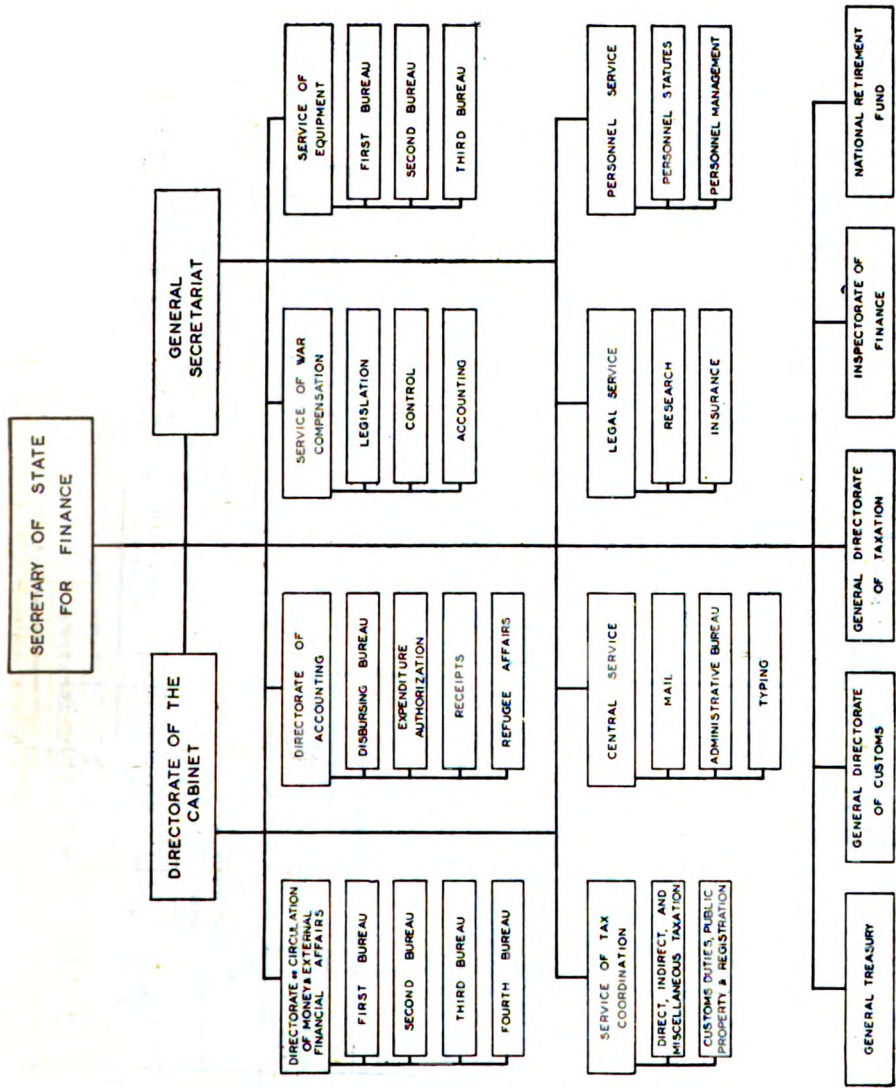 SECRETARY OF STATE
FOR FINANCE
DIRECTORATE OF THE
CABINET
GENERAL
SECRETARIAT
DIRECTORATE OF CIRCULATION
OF MONEY & EXTERNAL
FINANCIAL AFFAIRS
FIRST BUREAU
SECOND BUREAU
THIRD BUREAU
FOURTH BUREAU
DIRECTORATE OF
ACCOUNTING
DISBURSING BUREAU
EXPENDITURE
AUTHORIZATION
RECEIPTS
REFUGEE AFFAIRS
SERVICE OF WAR
COMPENSATION
LEGISLATION
CONTROL
ACCOUNTING
SERVICE OF
EQUIPMENT
FIRST BUREAU
SECOND BUREAU
THIRD BUREAU
SERVICE OF TAX
COORDINATION
DIRECT, INDIRECT, AND
MISCELLANEOUS TAXATION
CUSTOMS DUTIES, PUBLIC
PROPERTY & REGISTRATION
CENTRAL SERVICE
MAIL
ADMINISTRATIVE BUREAU
TYPING
LEGAL SERVICE
RESEARCH
INSURANCE
PERSONNEL SERVICE
PERSONNEL STATUTES
PERSONNEL MANAGEMENT
GENERAL TREASURY
GENERAL DIRECTORATE
OF CUSTOMS
GENERAL DIRECTORATE
OF TAXATION
INSPECTORATE OF
FINANCE
NATIONAL RETIREMENT
FUND